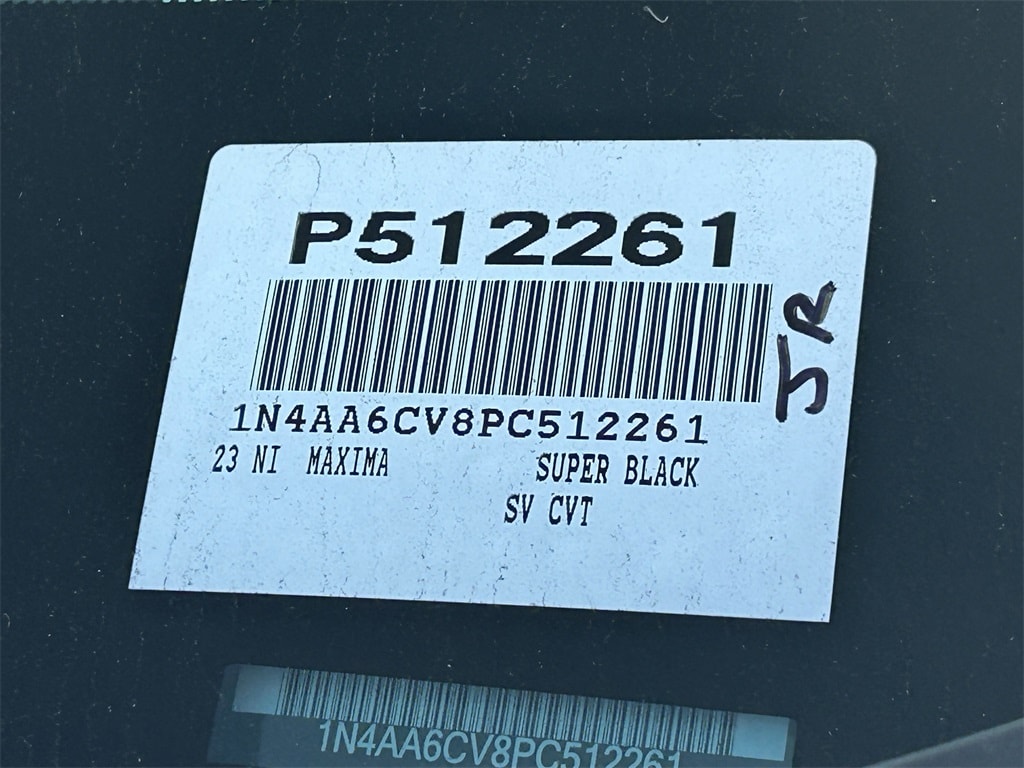 P512261
JR
1N4AA6CV8PC512261
23 NI MAXIMA SUPER BLACK
SV CVT
1N4AA6CV8PC512261